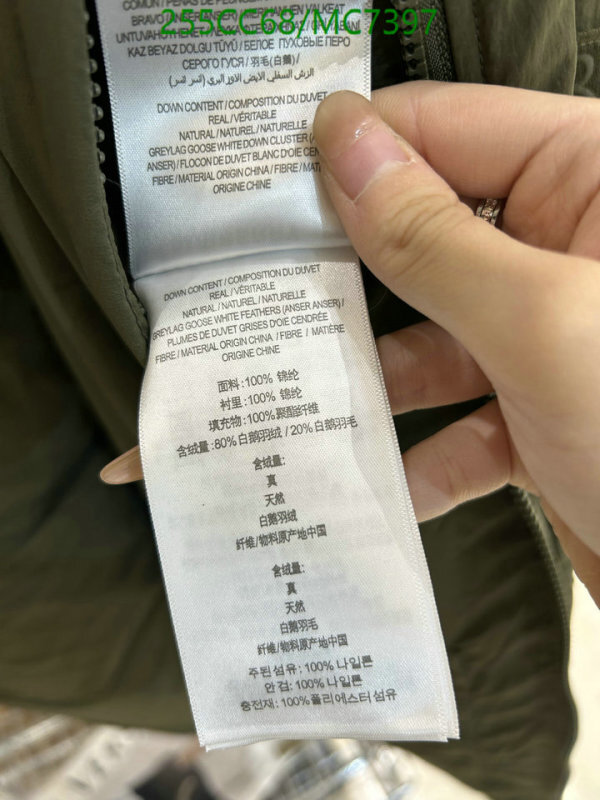 255CC68/MC7397
UNTUVAHÖYHENET
KAZ BEYAZ DOLGU TÜYÜ / БЕЛОЕ ПУХОВЫЕ ПЕРО
СЕРОГО ГУСЯ / 羽毛(白鹅) /
DOWN CONTENT / COMPOSITION DU DUVET
REAL / VÉRITABLE
NATURAL / NATUREL / NATURELLE
GREYLAG GOOSE WHITE DOWN CLUSTER
ANSER) / FLOCON DE DUVET BLANC D'OIE
FIBRE / MATERIAL ORIGIN CHINA / FIBRE /
ORIGINE CHINE
DOWN CONTENT / COMPOSITION DU DUVET
REAL / VÉRITABLE
NATURAL / NATUREL / NATURELLE
GREYLAG GOOSE WHITE FEATHERS (ANSER ANSER) /
PLUMES DE DUVET GRISES D'OIE CENDRÉE
FIBRE / MATERIAL ORIGIN CHINA / FIBRE / MATIÈRE
ORIGINE CHINE
面料:100% 锦纶
衬里:100% 锦纶
填充物:100%聚酯纤维
含绒量:80%白鹅羽绒 / 20%白鹅羽毛
含绒量:
真
天然
白鹅羽绒
纤维/物料原产地中国
含绒量:
真
天然
白鹅羽毛
纤维/物料原产地中国
주된섬유: 100% 나일론
안감: 100% 나일론
충전재: 100%폴리에스터 섬유